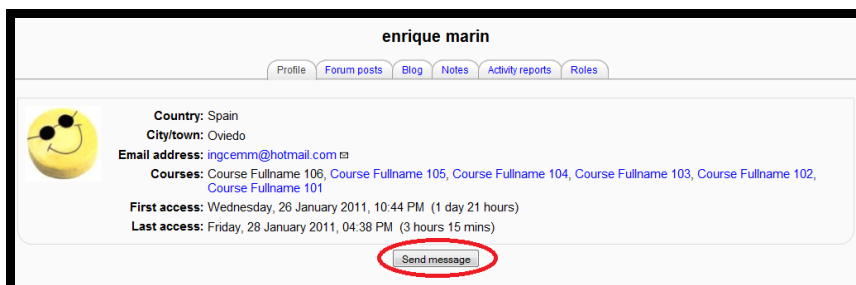 enrique marin
Profile Forum posts Blog Notes Activity reports Roles
Country: Spain
City/town: Oviedo
Email address: ingcemm@hotmail.com
Courses: Course Fullname 106, Course Fullname 105, Course Fullname 104, Course Fullname 103, Course Fullname 102,
Course Fullname 101
First access: Wednesday, 26 January 2011, 10:44 PM (1 day 21 hours)
Last access: Friday, 28 January 2011, 04:38 PM (3 hours 15 mins)
Send message